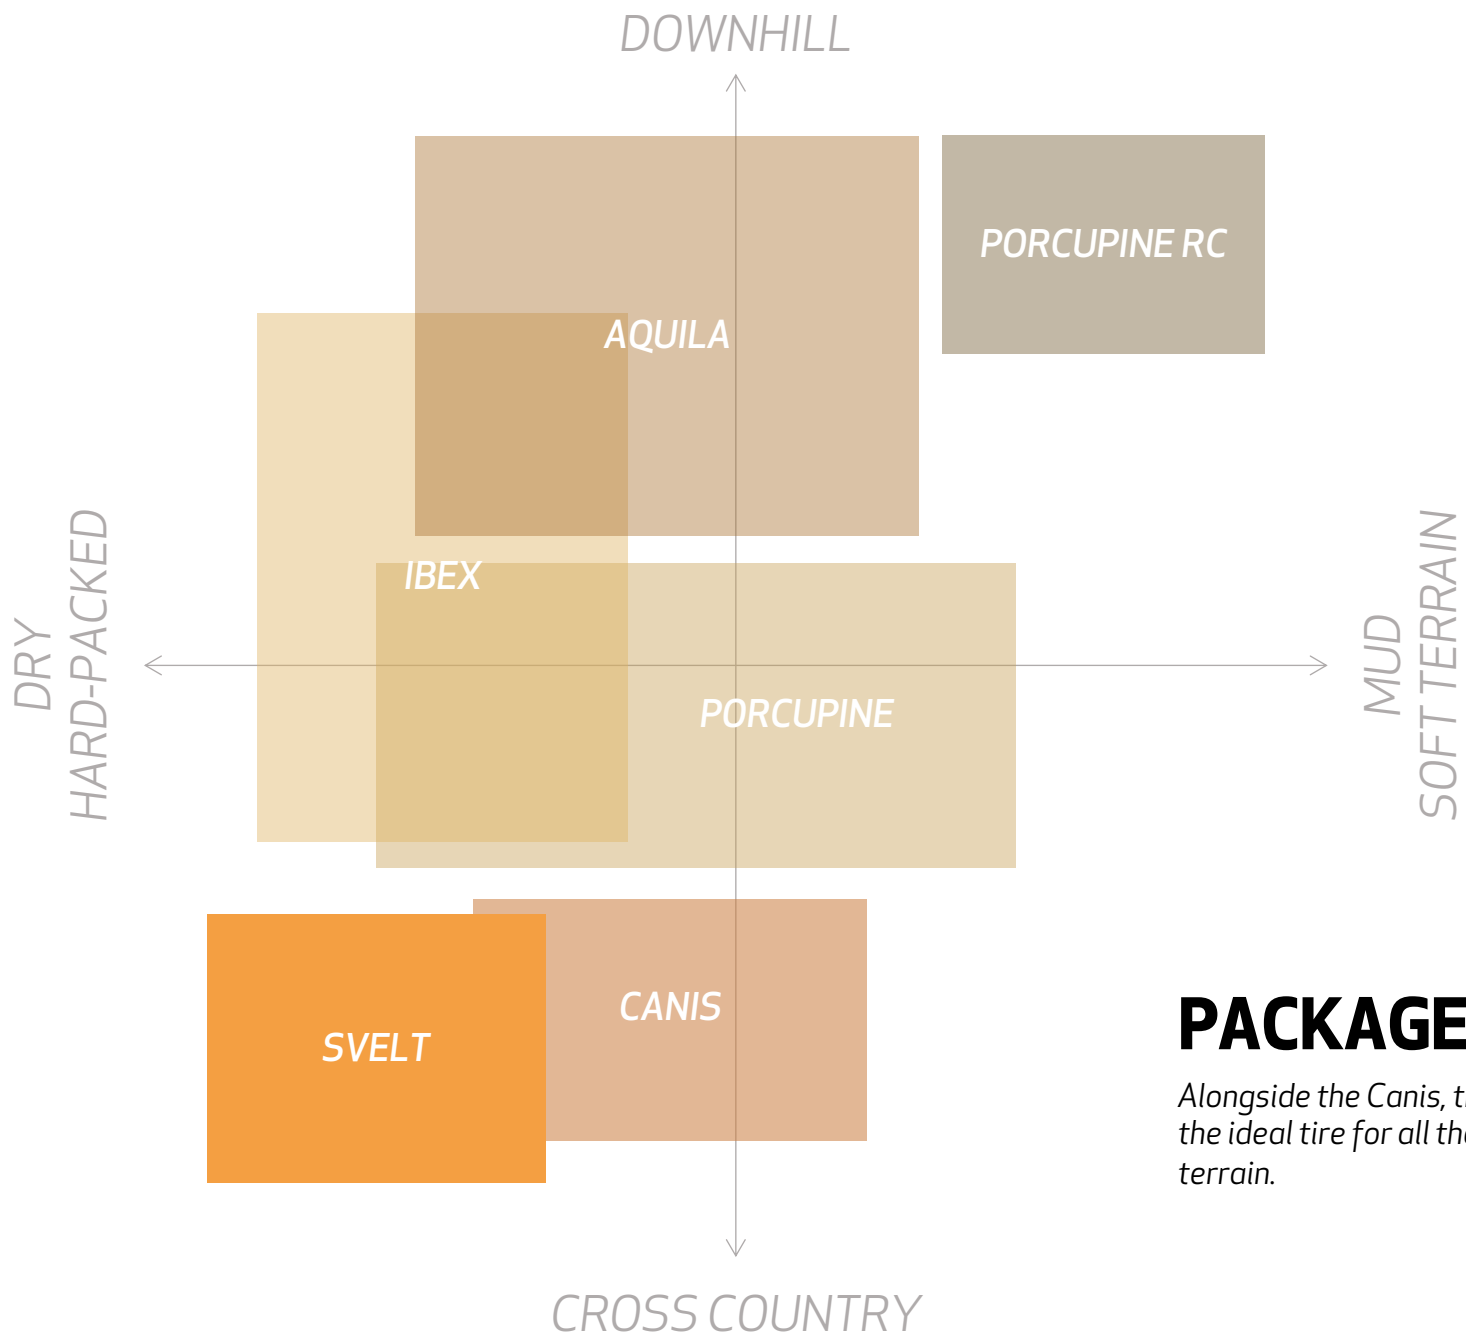 DOWNHILL
PORCUPINE RC
AQUILA
DRY
HARD-PACKED
IBEX
MUD
SOFT TERRAIN
PORCUPINE
CANIS
SVELT
PACKAGE
Alongside the Canis,
the ideal tire for all
terrain.
CROSS COUNTRY